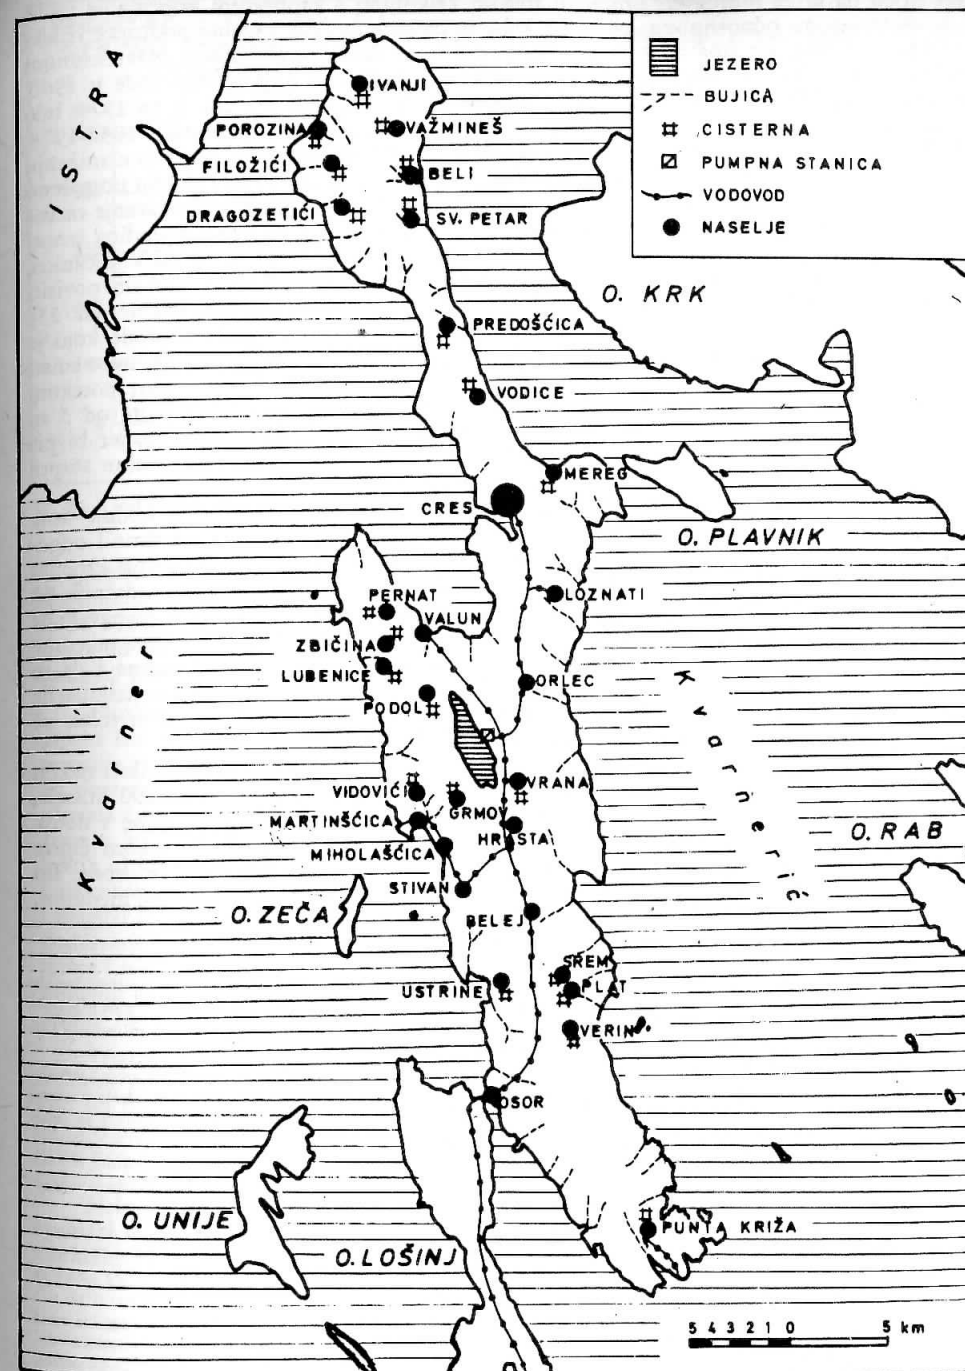 JEZERO
BUJICA
CISTERNA
PUMPNA STANICA
VODOVOD
NASELJE
ISTRA
IVANJI
POROZINA
VAŽMINEŠ
FILOŽIĆI
BELI
DRAGOZETIĆI
SV. PETAR
O. KRK
PREDOŠĆICA
VODICE
MEREG
CRES
O. PLAVNIK
PERNAT
LOZNATI
VALUN
ZBIČINA
LUBENICE
ORLEC
PODOL
Kvarner
Kvarnerić
VIDOVIĆI
VRANA
GRMOV
MARTINŠĆICA
HRASTA
O. RAB
MIHOLAŠĆICA
STIVAN
O. ZEČA
BELEJ
SREM
USTRINE
PLAT
VERIN
OSOR
O. UNIJE
PUNTA KRIŽA
O. LOŠINJ
5 4 3 2 1 0 5 km